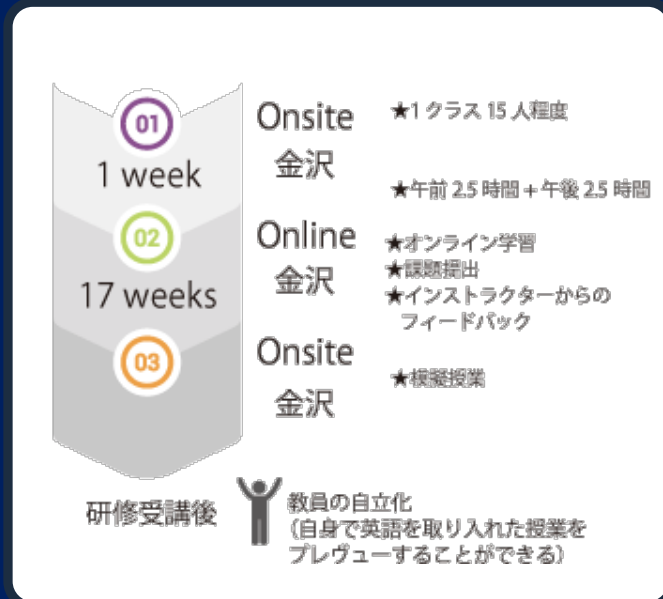 01
1 week
Onsite
金沢
★1 クラス 15 人程度
★午前 2.5 時間 + 午後 2.5 時間
02
17 weeks
Online
金沢
★オンライン学習
★課題提出
★インストラクターからの
フィードバック
03
Onsite
金沢
★模擬授業
研修受講後
教員の自立化
（自身で英語を取り入れた授業を
プレヴューすることができる）